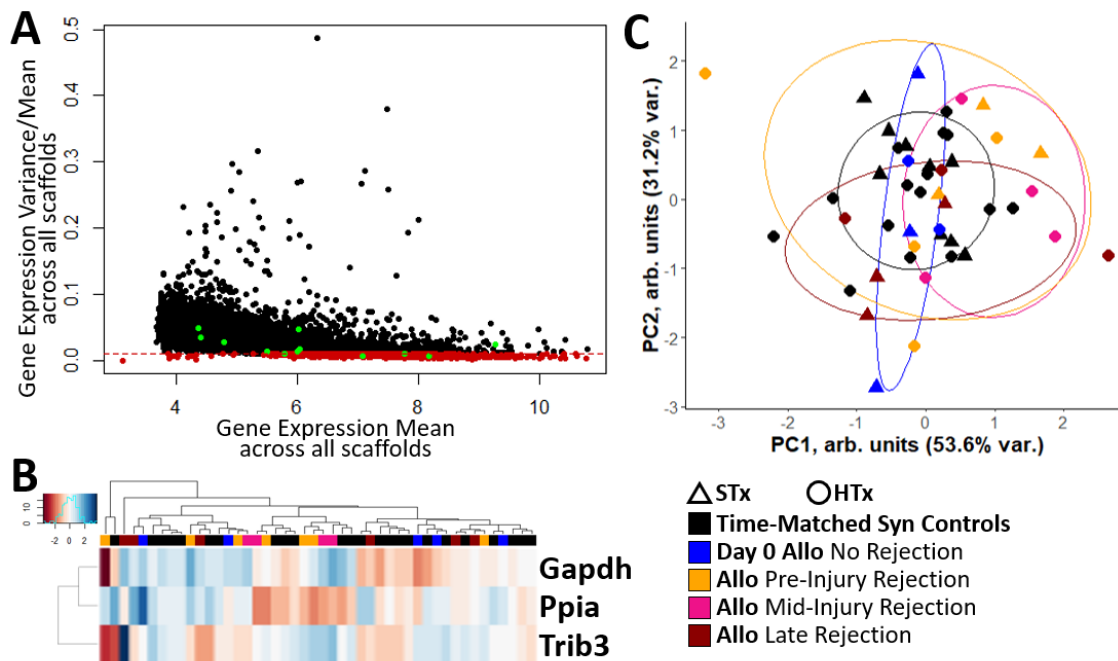 A
Gene Expression Variance/Mean
across all scaffolds
0.5
0.4
0.3
0.2
0.1
0.0
4 6 8 10
Gene Expression Mean
across all scaffolds
B
10
0
-2 0 2
Gapdh
Ppia
Trib3
C
PC2, arb. units (31.2% var.)
2
1
0
-1
-2
-3
-3 -2 -1 0 1 2
PC1, arb. units (53.6% var.)
STx HTx
Time-Matched Syn Controls
Day 0 Allo No Rejection
Allo Pre-Injury Rejection
Allo Mid-Injury Rejection
Allo Late Rejection